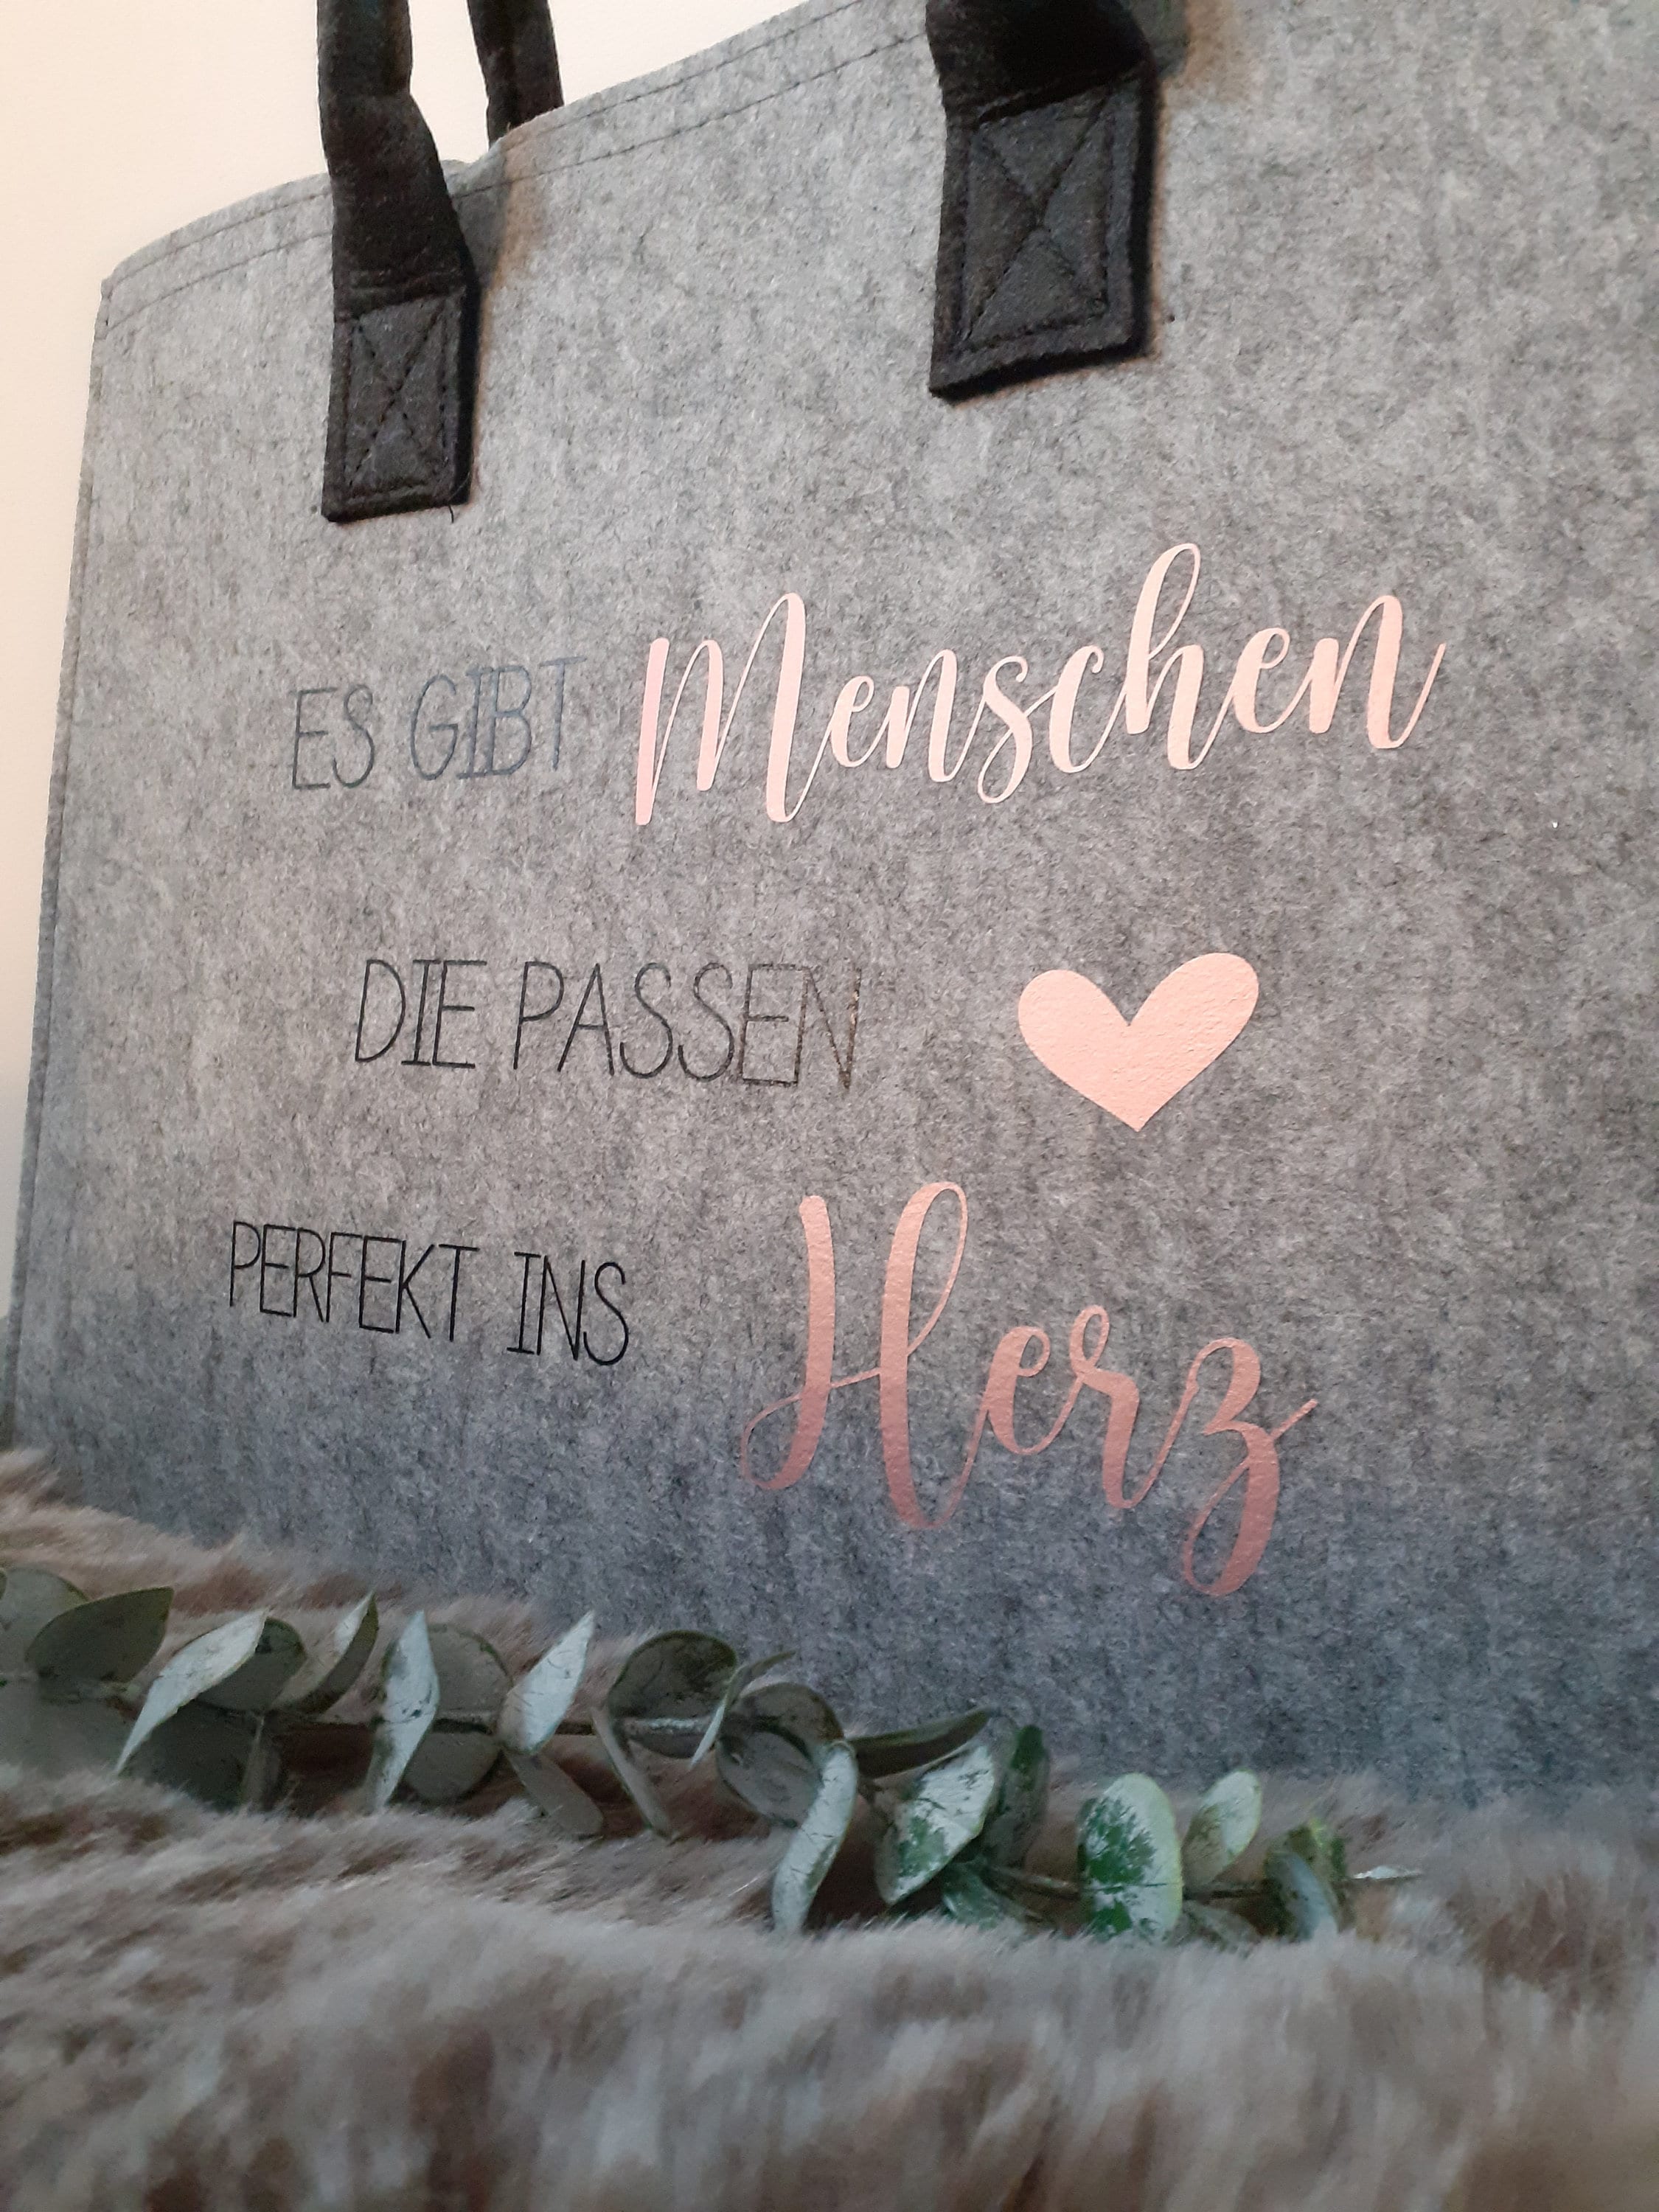 ES GIBT Menschen
DIE PASSEN
PERFEKT INS Herz